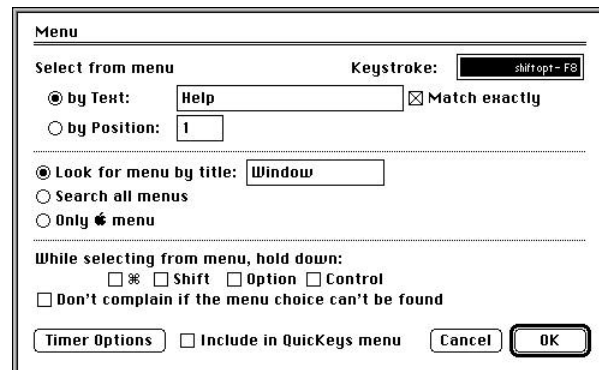 Menu
Select from menu Keystroke: shift opt- F8
by Text: Help Match exactly
by Position: 1
Look for menu by title: Window
Search all menus
Only menu
While selecting from menu, hold down:
⌘ Shift Option Control
Don't complain if the menu choice can't be found
Timer Options Include in QuicKeys menu Cancel OK